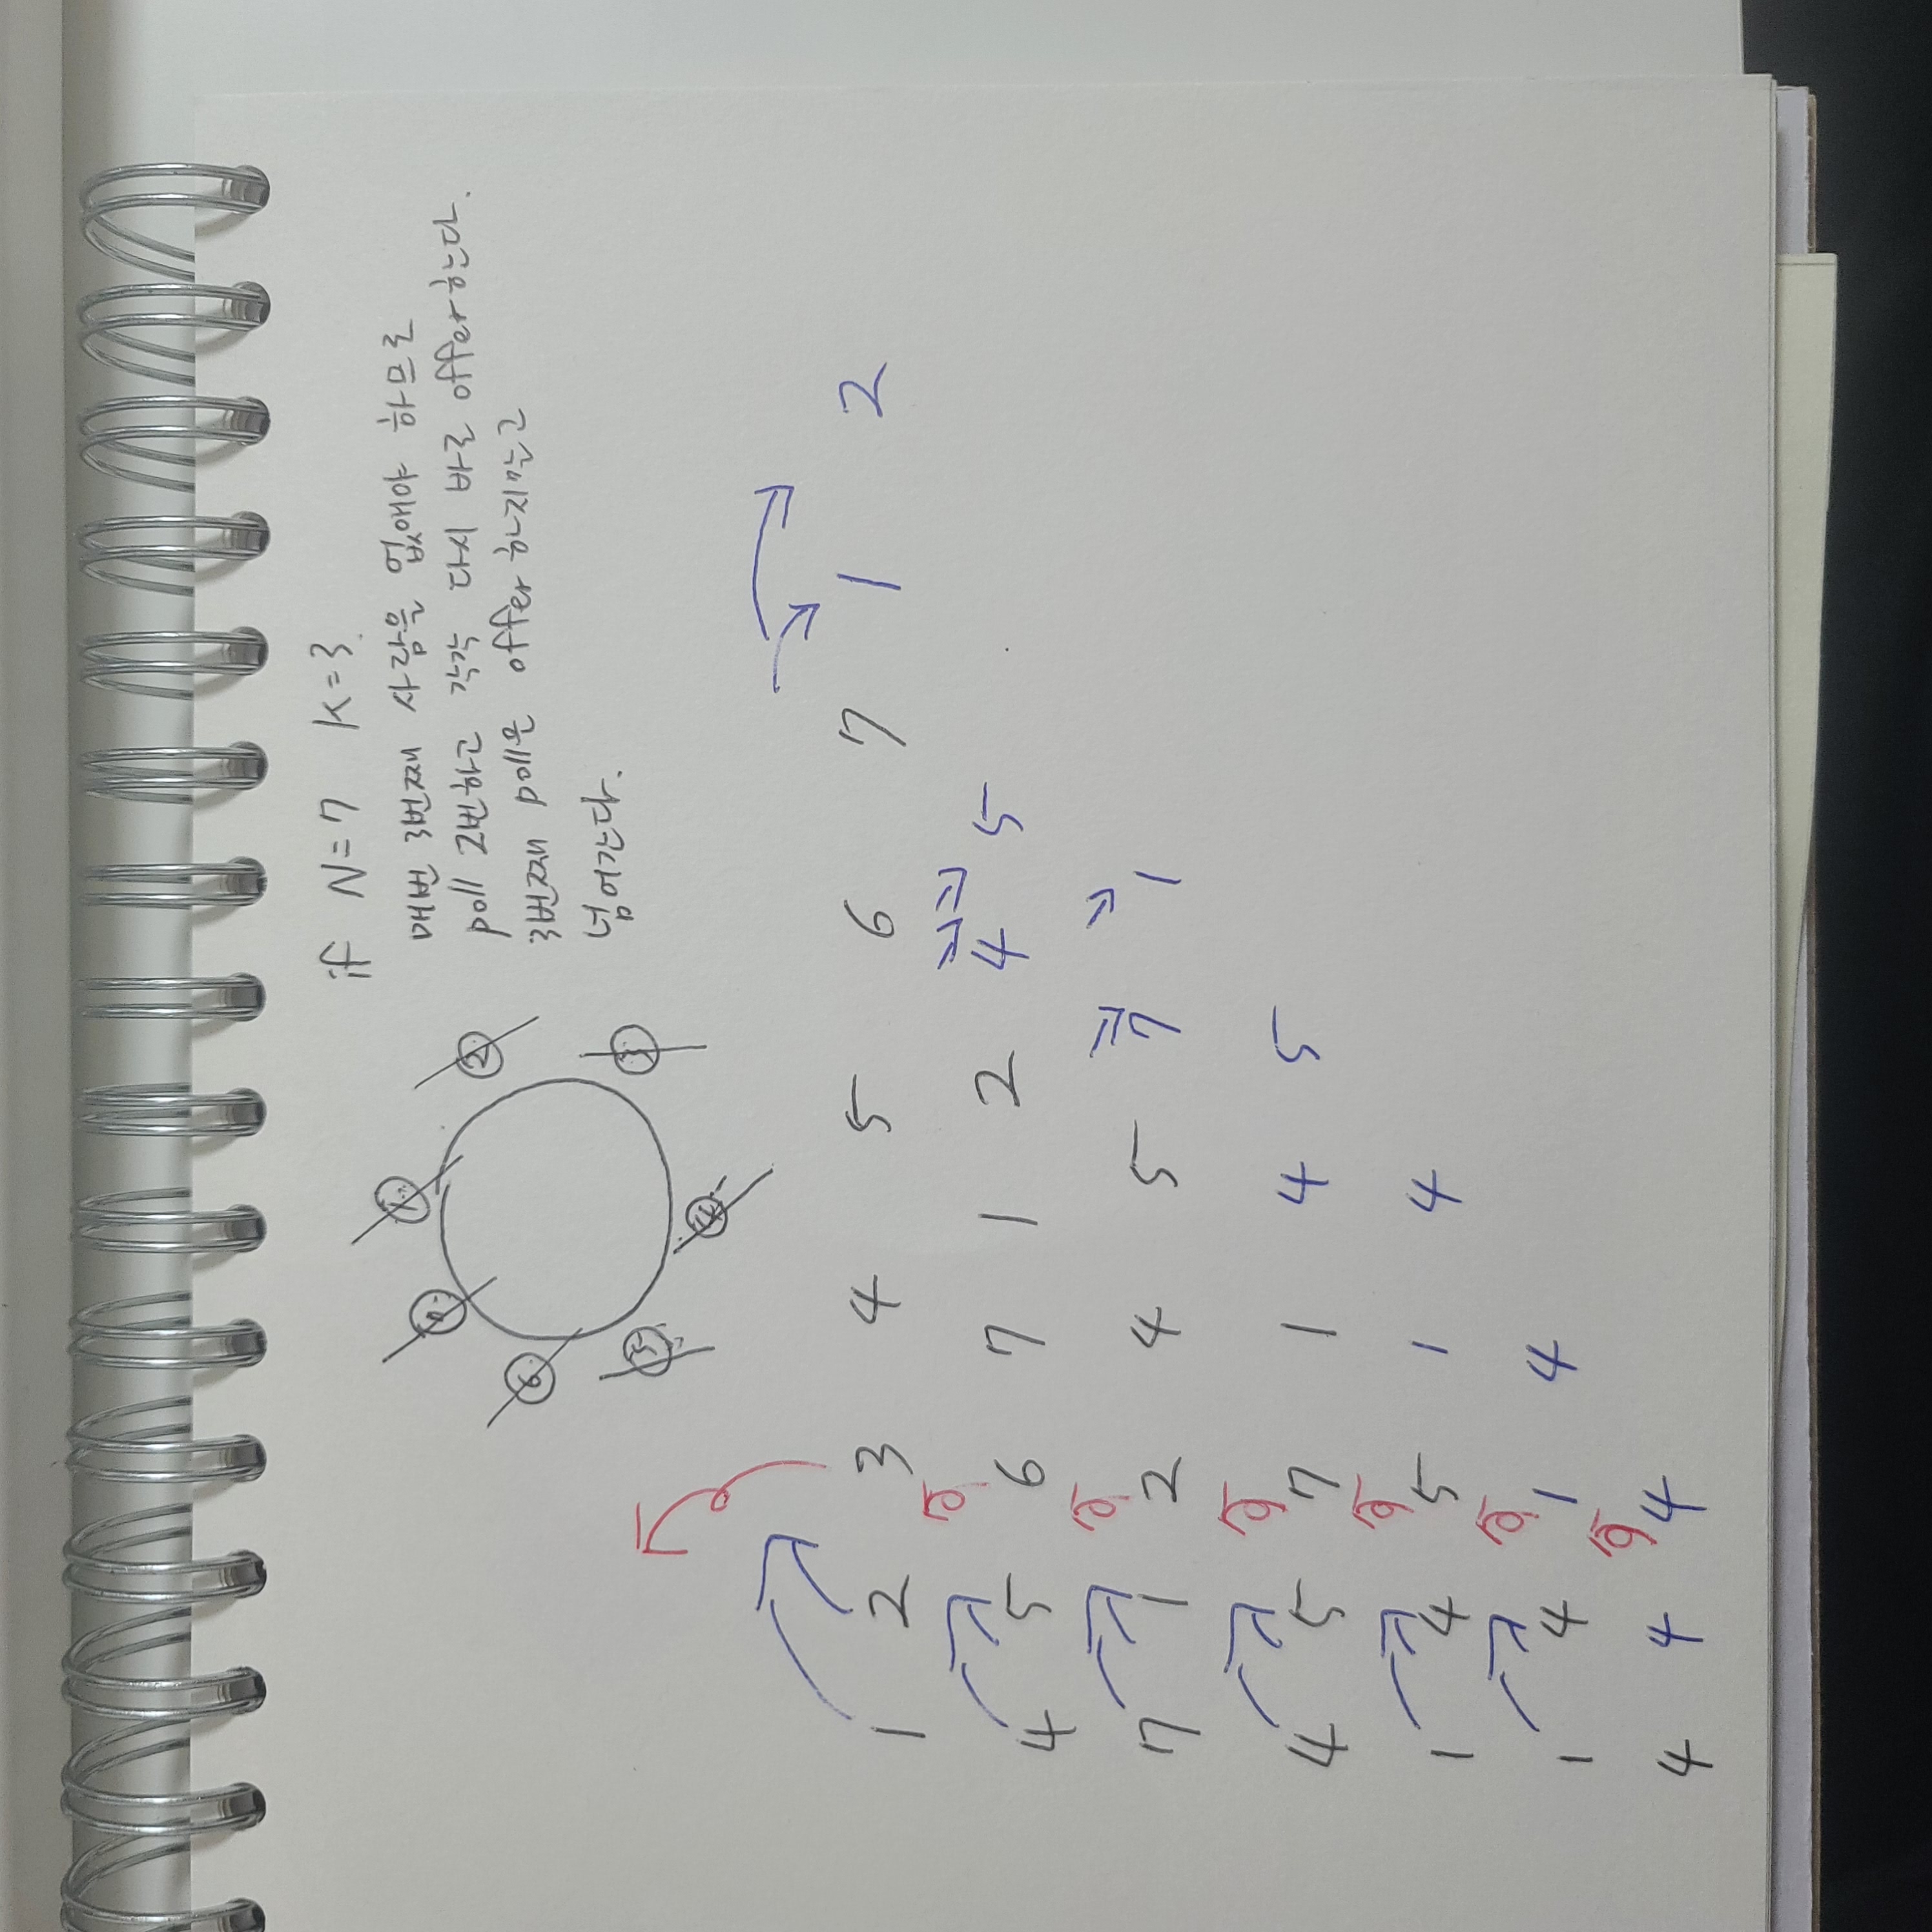 if N=7 K=3.
매번 3번째 사람을 없애야 하므로
poll 2번하고 각각 다시 바로 offer한다.
3번째 poll은 offer 하지말고
넘어간다.
1
2
3
4
5
6
7
1 2 3 4 5 6 7 1 2
4 5 6 7 1 2 4 5
7 1 2 4 5 7 1
4 5 7 1 4 5
1 4 5 1 4
1 4 1 4
4 4 4